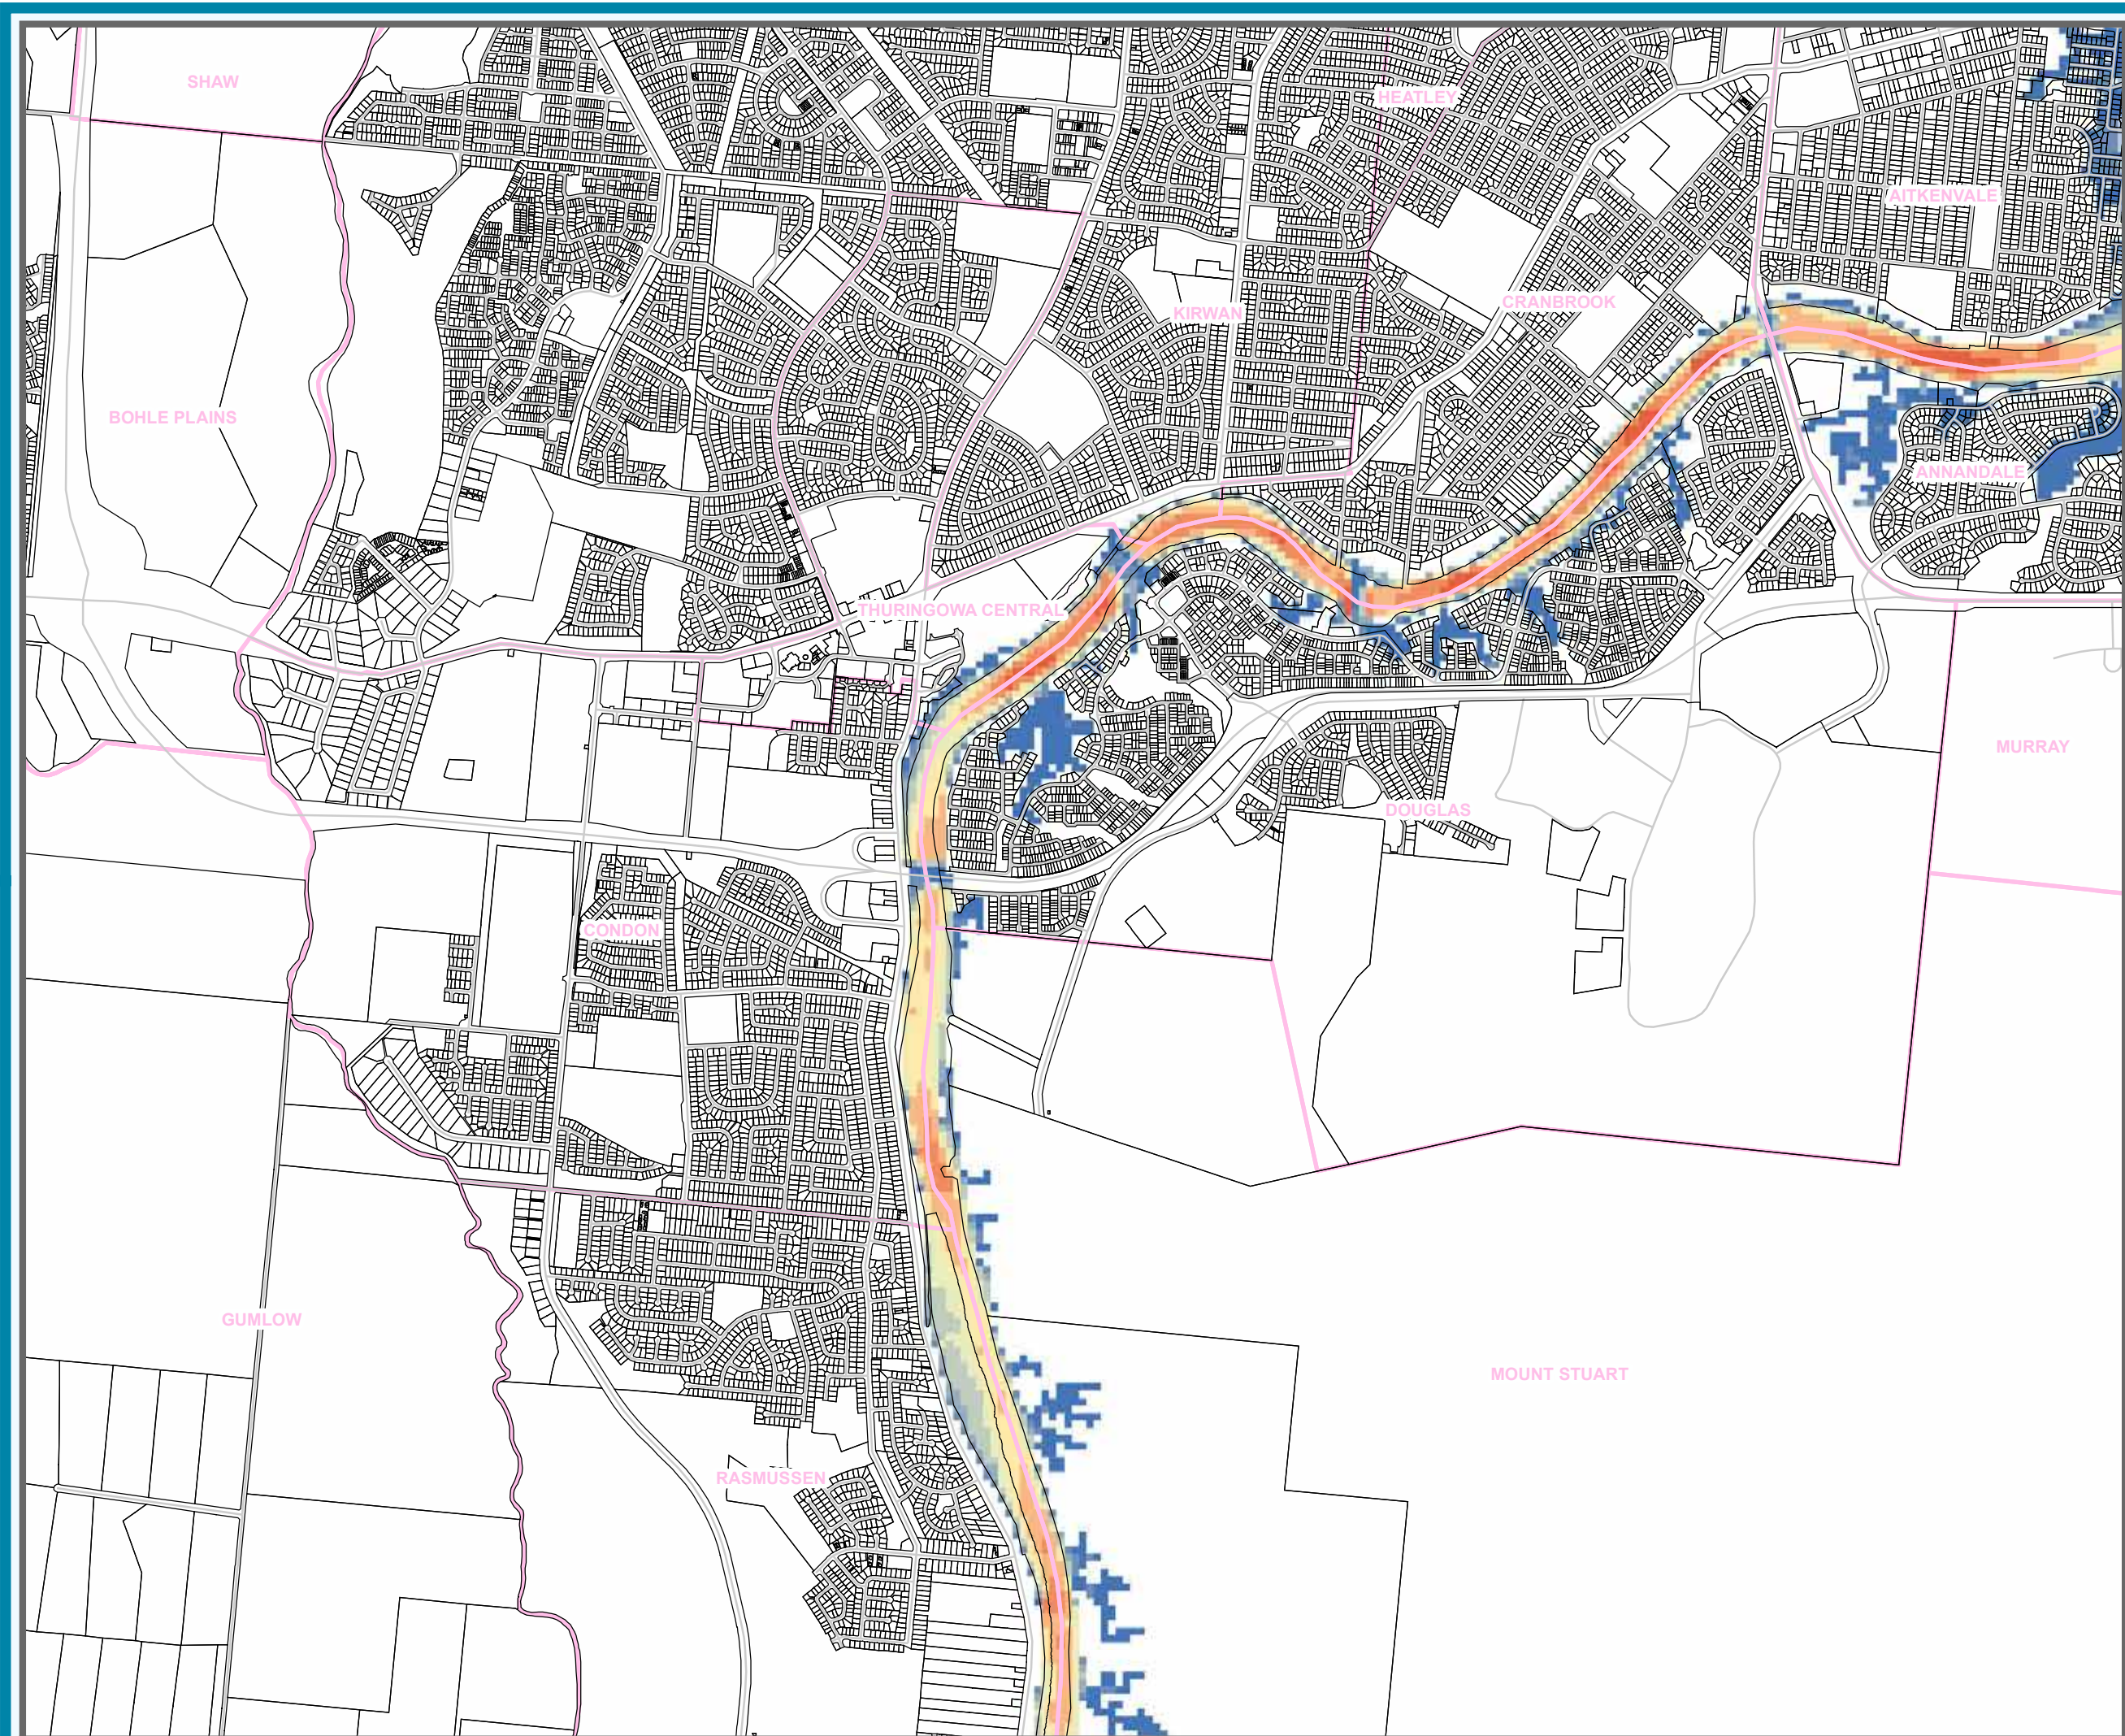 SHAW
HEATLEY
AITKENVALE
CRANBROOK
KIRWAN
BOHLE PLAINS
ANNANDALE
THURINGOWA CENTRAL
MURRAY
DOUGLAS
CONDON
GUMLOW
MOUNT STUART
RASMUSSEN